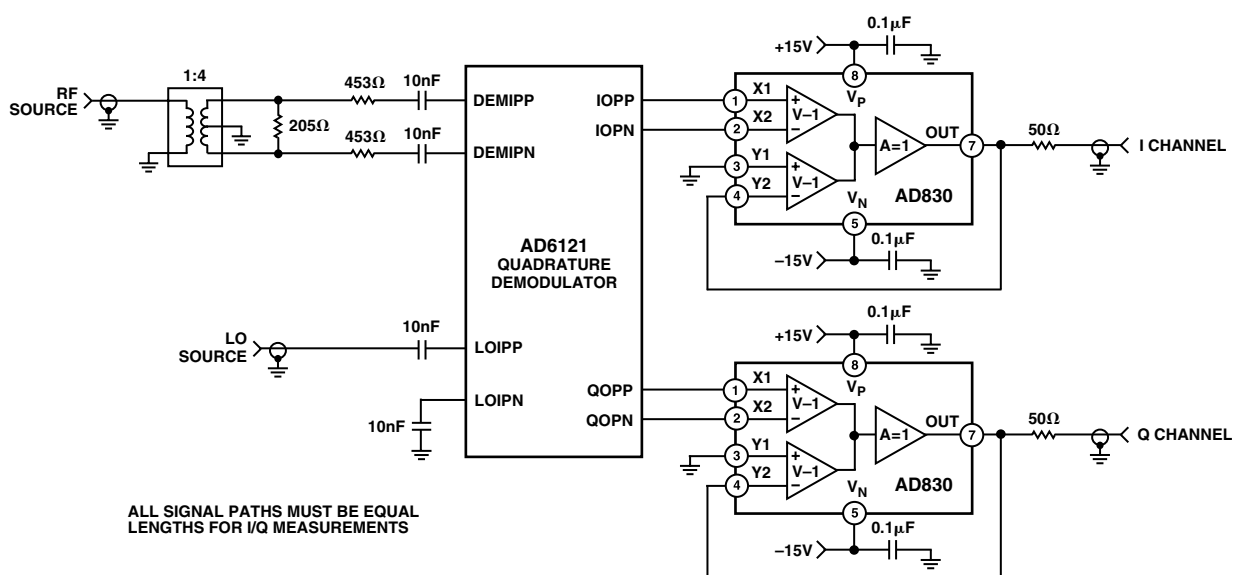 RF
SOURCE
1:4
205Ω
453Ω
453Ω
10nF
10nF
DEMIPP
DEMIPN
AD6121
QUADRATURE
DEMODULATOR
IOPP
IOPN
LO
SOURCE
10nF
LOIPP
LOIPN
10nF
QOPP
QOPN
+15V
0.1μF
8
VP
1 X1
2 X2
3 Y1
4 Y2
+
V–1
–
+
V–1
–
A=1
OUT
7
AD830
VN
5
–15V
0.1μF
50Ω
I CHANNEL
+15V
0.1μF
8
VP
1 X1
2 X2
3 Y1
4 Y2
+
V–1
–
+
V–1
–
A=1
OUT
7
AD830
VN
5
–15V
0.1μF
50Ω
Q CHANNEL
ALL SIGNAL PATHS MUST BE EQUAL
LENGTHS FOR I/Q MEASUREMENTS